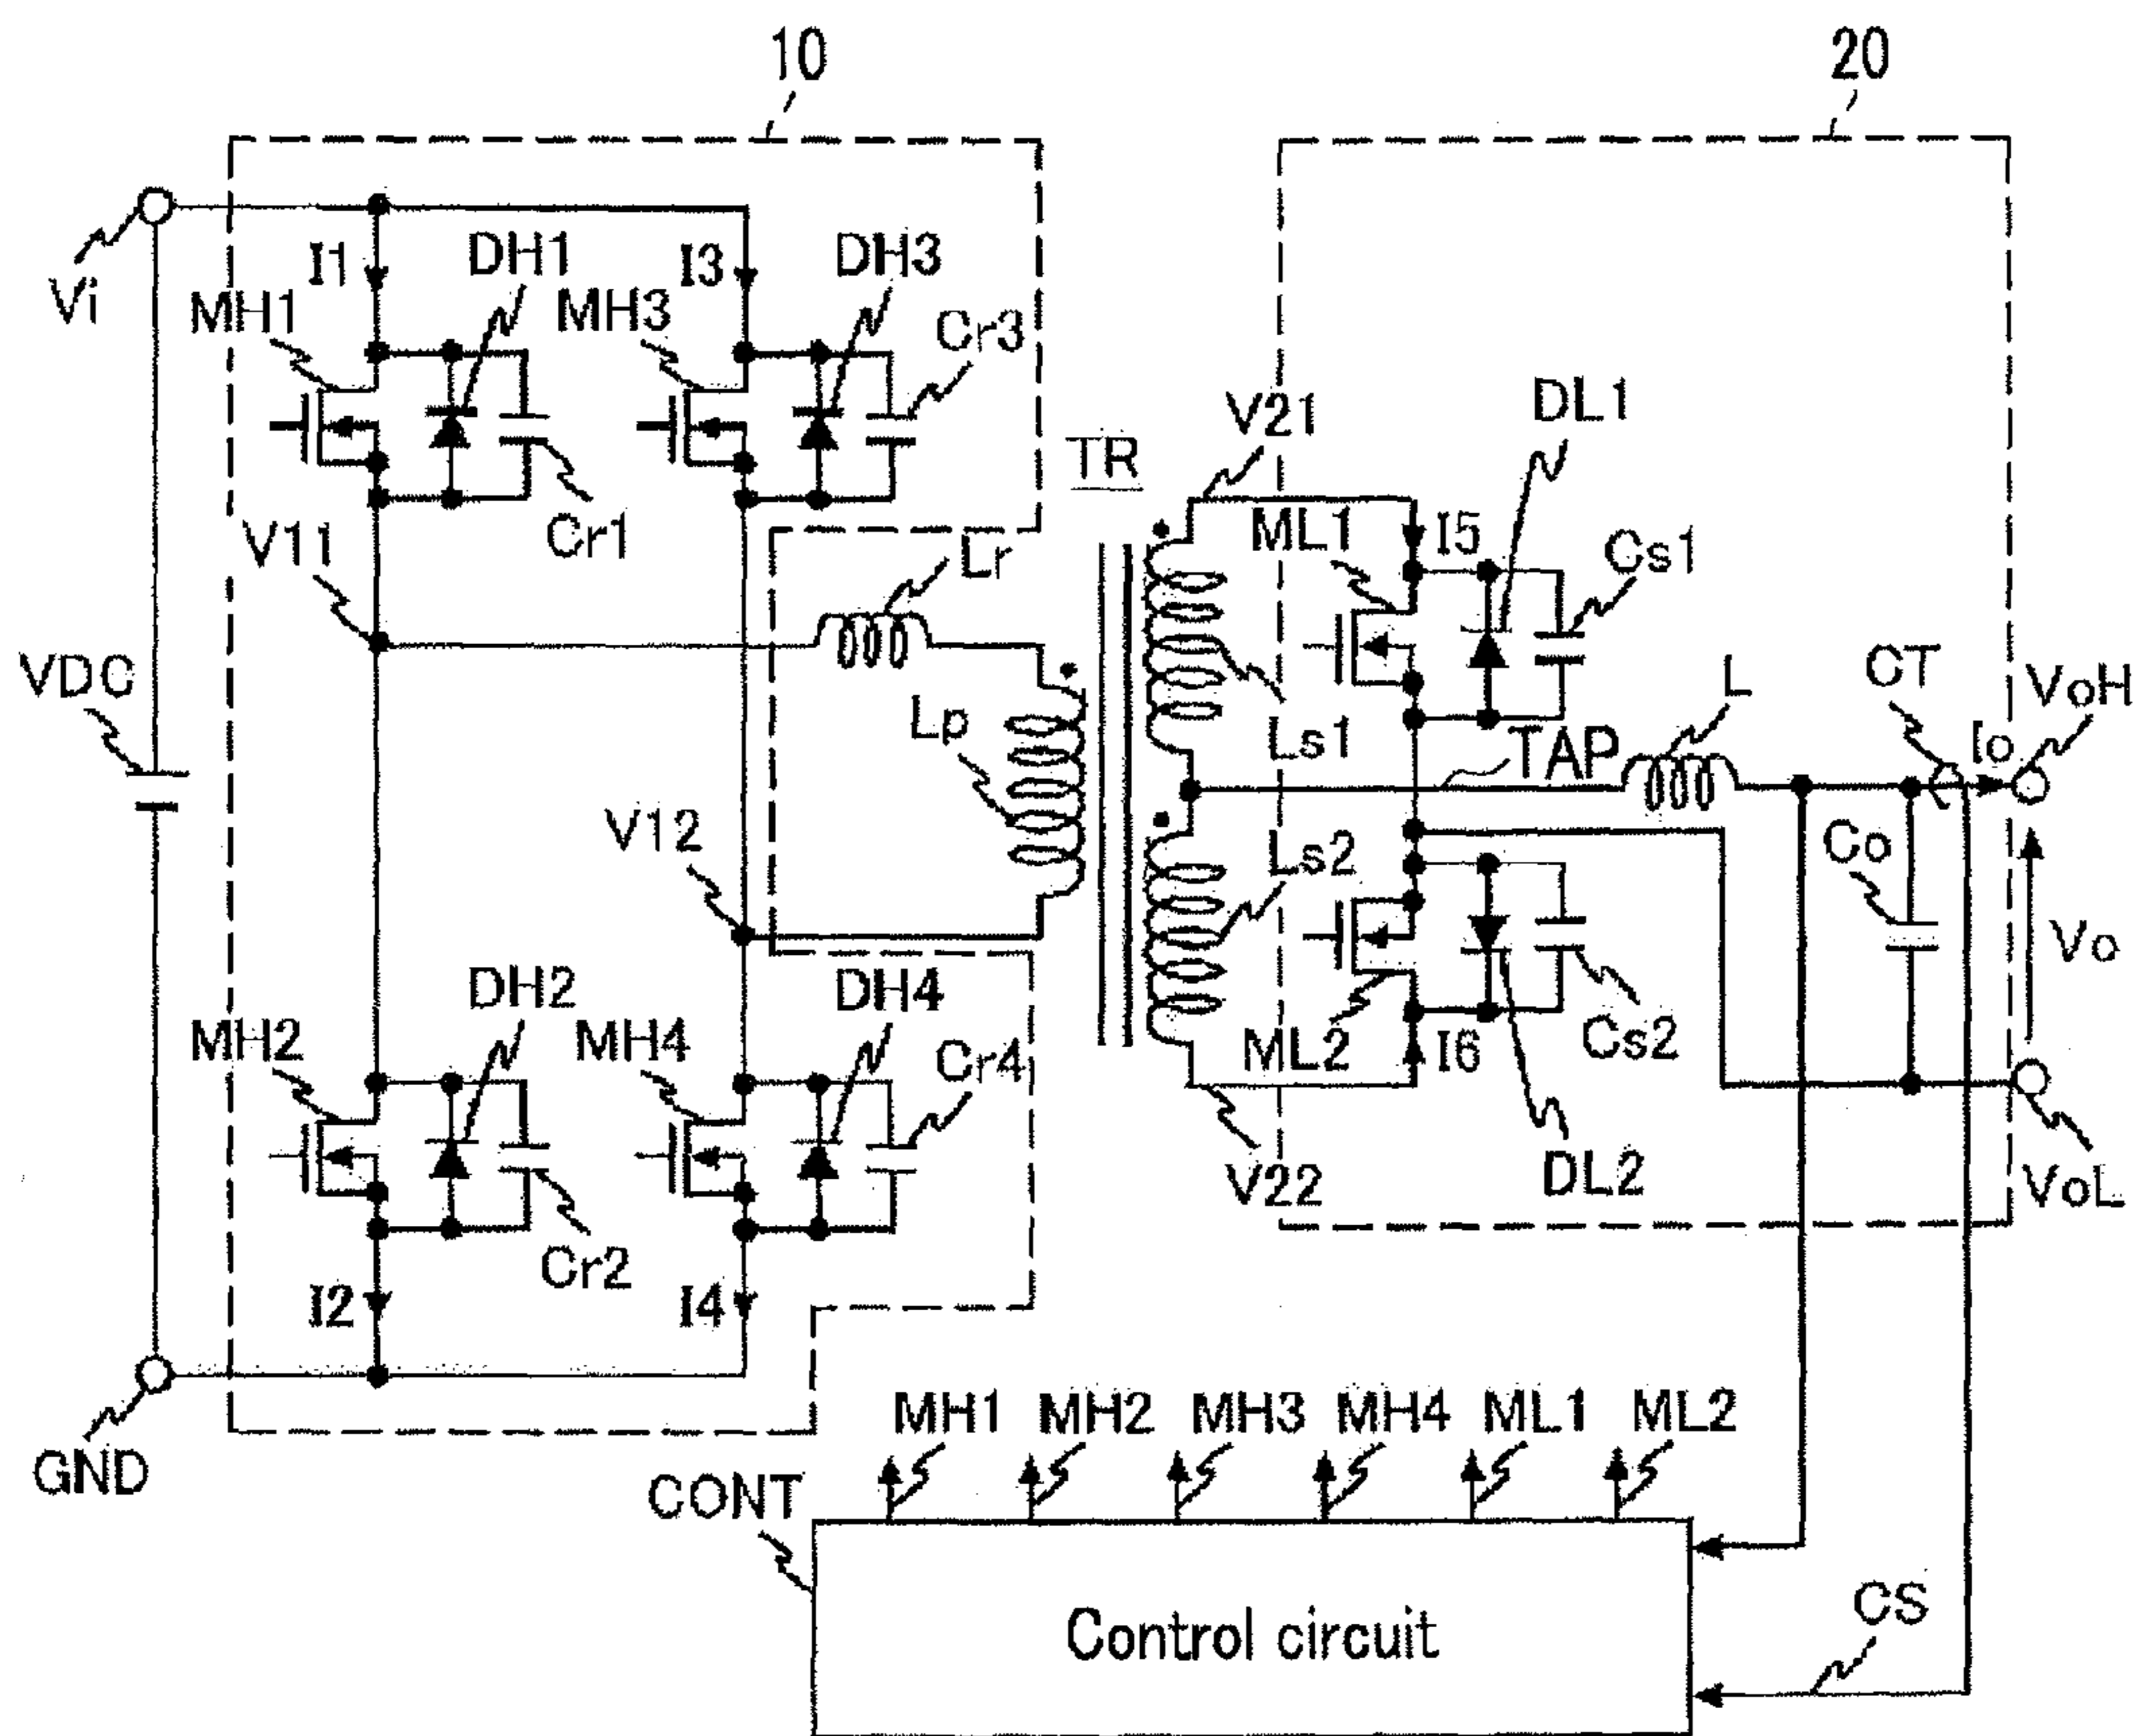 10
20
Vi
I1
DH1
I3
DH3
MH1
MH3
Cr3
DL1
V21
TR
V11
Cr1
Lr
ML1
I5
Cs1
VDC
Lp
Ls1
TAP
L
CT
Io
VoH
V12
Ls2
Co
Vo
DH2
DH4
MH2
MH4
Cr4
ML2
I6
Cs2
V22
DL2
VoL
Cr2
I2
I4
GND
MH1
MH2
MH3
MH4
ML1
ML2
CONT
Control circuit
CS